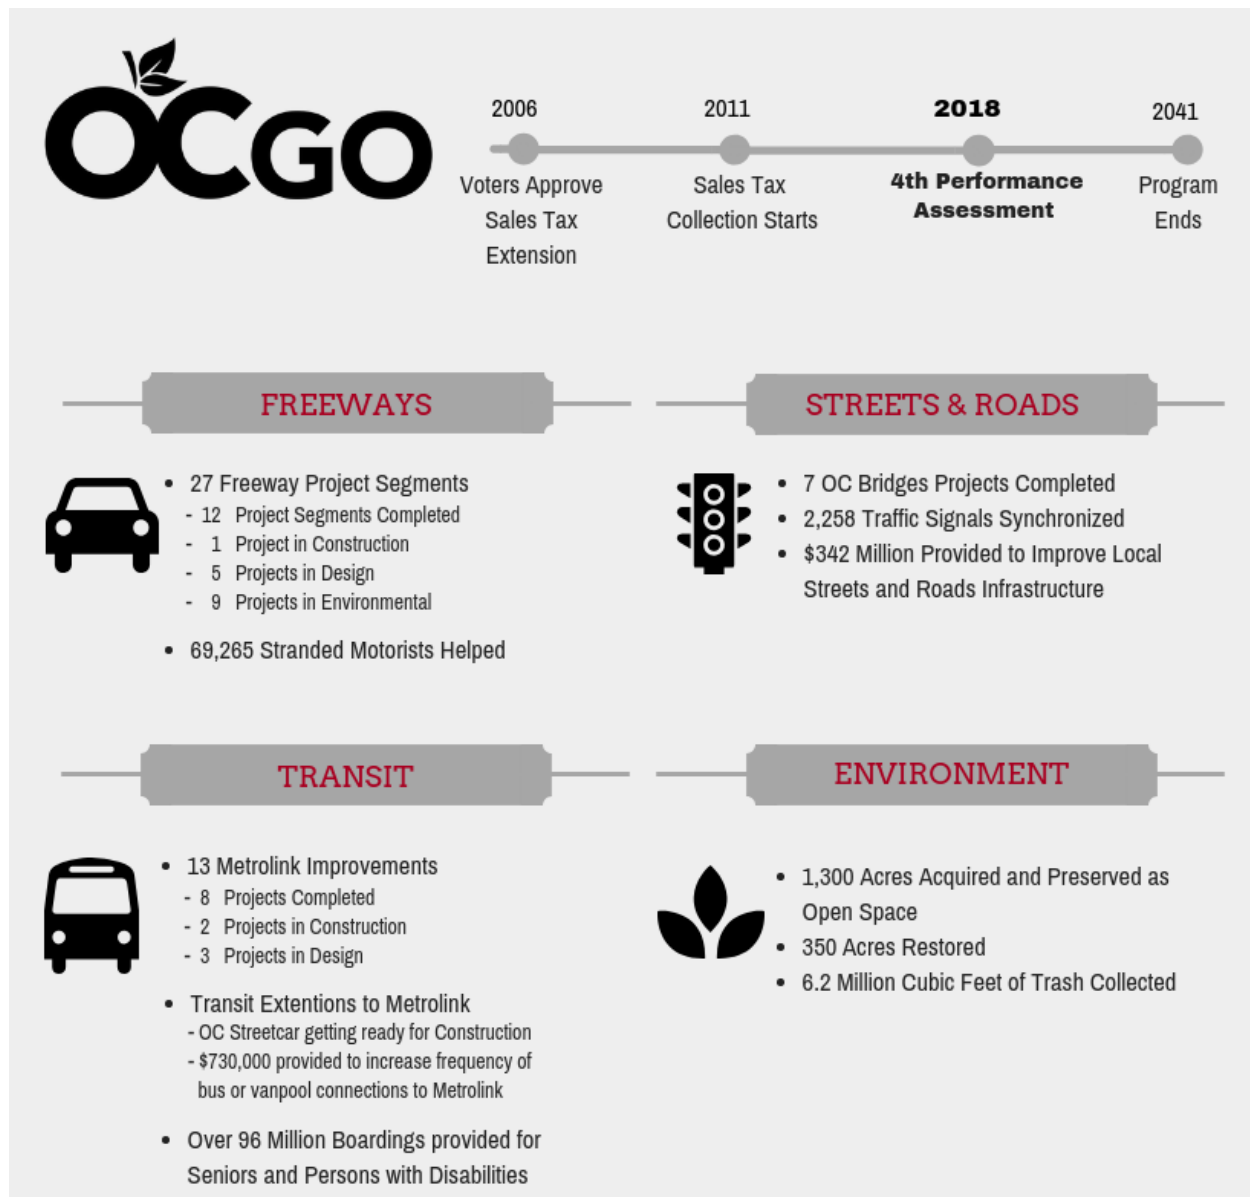 OCGO
2006
2011
2018
2041
Voters Approve
Sales Tax
Extension
Sales Tax
Collection Starts
4th Performance
Assessment
Program
Ends
FREEWAYS
• 27 Freeway Project Segments
- 12 Project Segments Completed
- 1 Project in Construction
- 5 Projects in Design
- 9 Projects in Environmental
• 69,265 Stranded Motorists Helped
STREETS & ROADS
• 7 OC Bridges Projects Completed
• 2,258 Traffic Signals Synchronized
• $342 Million Provided to Improve Local
Streets and Roads Infrastructure
TRANSIT
• 13 Metrolink Improvements
- 8 Projects Completed
- 2 Projects in Construction
- 3 Projects in Design
• Transit Extentions to Metrolink
- OC Streetcar getting ready for Construction
- $730,000 provided to increase frequency of
bus or vanpool connections to Metrolink
• Over 96 Million Boardings provided for
Seniors and Persons with Disabilities
ENVIRONMENT
• 1,300 Acres Acquired and Preserved as
Open Space
• 350 Acres Restored
• 6.2 Million Cubic Feet of Trash Collected